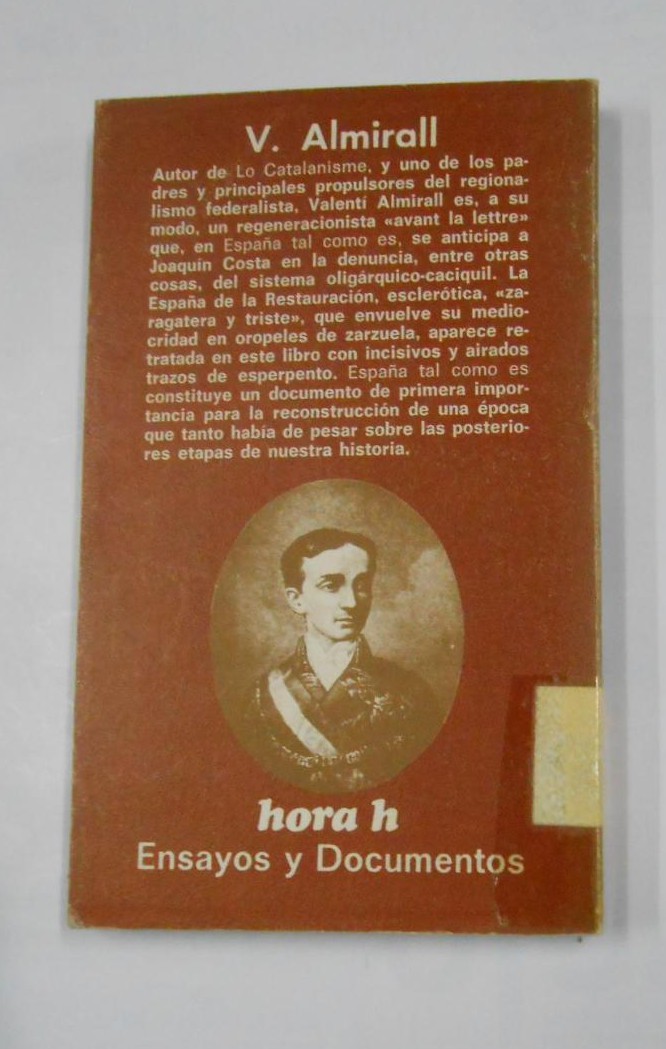 V. Almirall
Autor de Lo Catalanisme, y uno de los pa-
dres y principales propulsores del regiona-
lismo federalista, Valentí Almirall es, a su
modo, un regeneracionista «avant la lettre»
que, en España tal como es, se anticipa a
Joaquín Costa en la denuncia, entre otras
cosas, del sistema oligárquico-caciquil. La
España de la Restauración, esclerótica, «za-
ragatera y triste», que envuelve su medio-
cridad en oropeles de zarzuela, aparece re-
tratada en este libro con incisivos y airados
trazos de esperpento. España tal como es
constituye un documento de primera impor-
tancia para la reconstrucción de una época
que tanto había de pesar sobre las posterio-
res etapas de nuestra historia.
hora h
Ensayos y Documentos